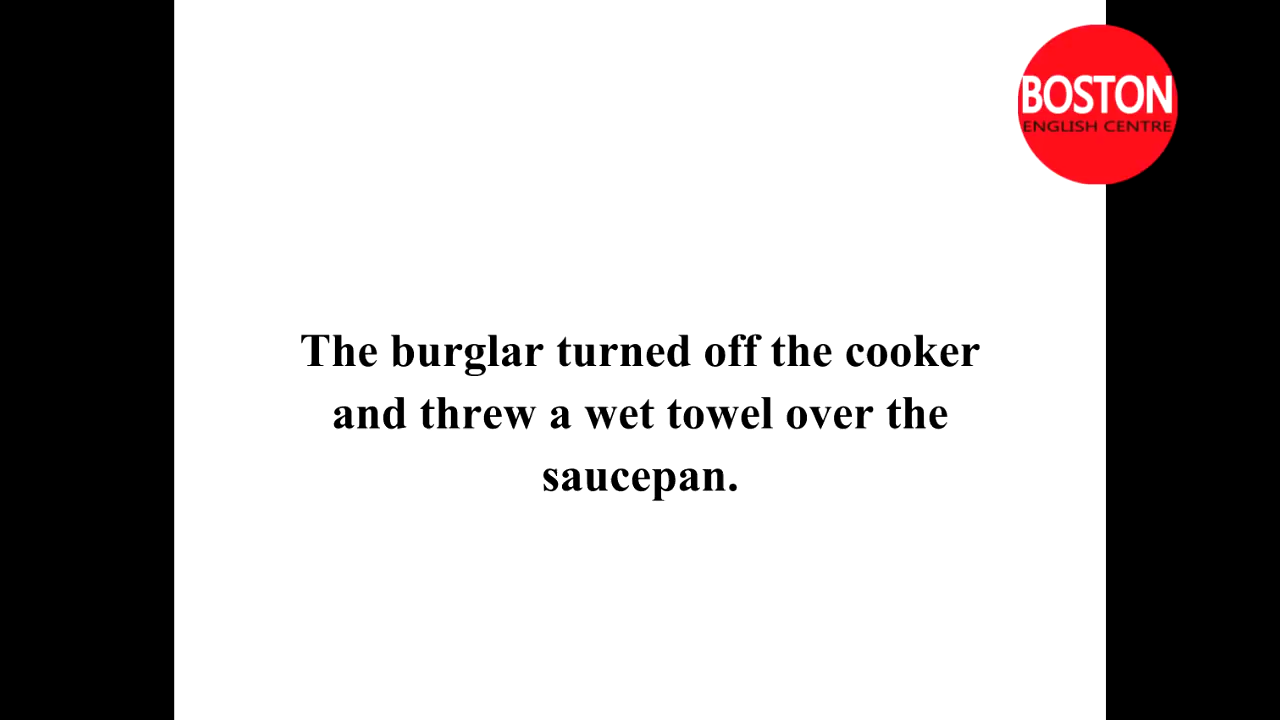 BOSTON
ENGLISH CENTRE
The burglar turned off the cooker
and threw a wet towel over the
saucepan.